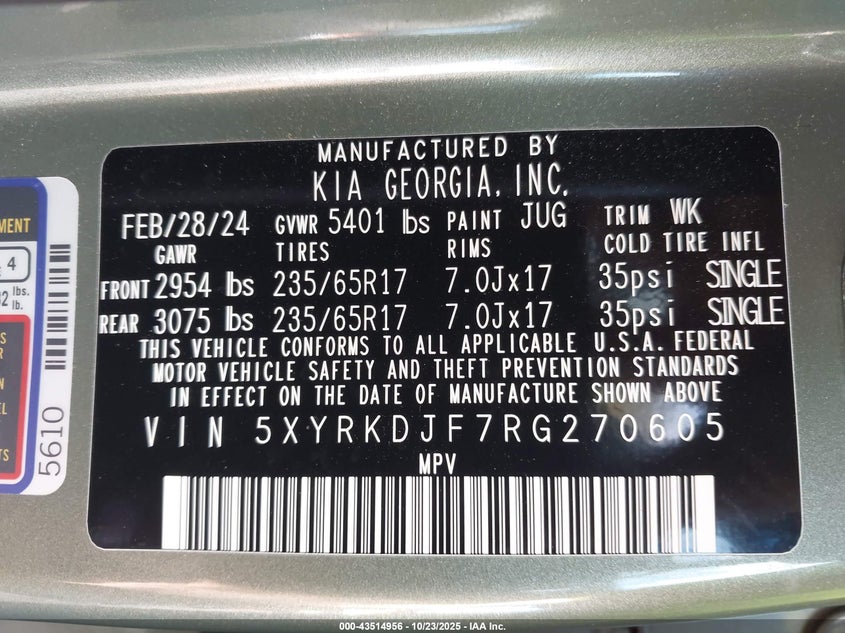 MANUFACTURED BY
KIA GEORGIA, INC.
FEB/28/24 GVWR 5401 lbs PAINT JUG TRIM WK
GAWR TIRES RIMS COLD TIRE INFL
FRONT 2954 lbs 235/65R17 7.0Jx17 35psi SINGLE
REAR 3075 lbs 235/65R17 7.0Jx17 35psi SINGLE
THIS VEHICLE CONFORMS TO ALL APPLICABLE U.S.A. FEDERAL
MOTOR VEHICLE SAFETY AND THEFT PREVENTION STANDARDS
IN EFFECT ON THE DATE OF MANUFACTURE SHOWN ABOVE
VIN 5XYRKDJF7RG270605
MPV
4
lbs.
lb.
5610
000-43514956 - 10/23/2025 - IAA Inc.